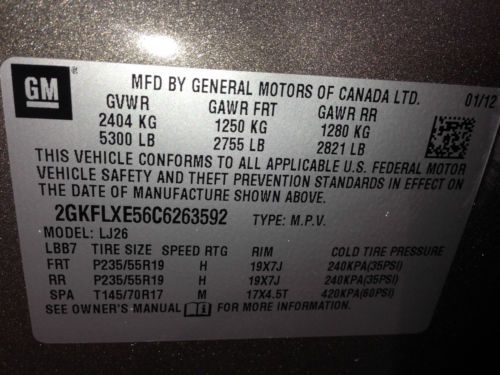 GM
MFD BY GENERAL MOTORS OF CANADA LTD.
GVWR GAWR FRT GAWR RR 01/12
2404 KG 1250 KG 1280 KG
5300 LB 2755 LB 2821 LB
THIS VEHICLE CONFORMS TO ALL APPLICABLE U.S. FEDERAL MOTOR
VEHICLE SAFETY AND THEFT PREVENTION STANDARDS IN EFFECT ON
THE DATE OF MANUFACTURE SHOWN ABOVE.
2GKFLXE56C6263592 TYPE: M.P.V.
MODEL: LJ26
LBB7 TIRE SIZE SPEED RTG RIM COLD TIRE PRESSURE
FRT P235/55R19 H 19X7J 240KPA(35PSI)
RR P235/55R19 H 19X7J 240KPA(35PSI)
SPA T145/70R17 M 17X4.5T 420KPA(60PSI)
SEE OWNER'S MANUAL FOR MORE INFORMATION.